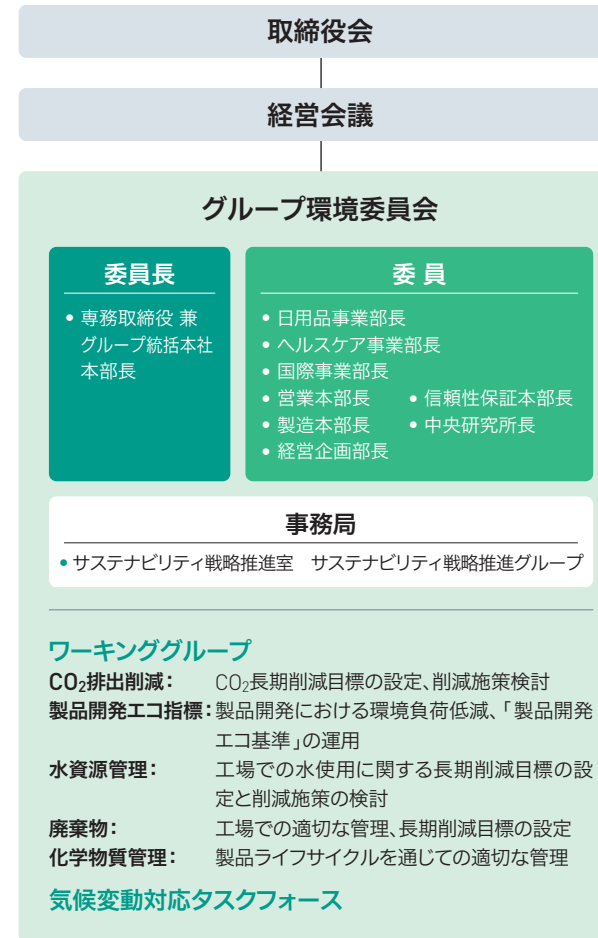 取締役会
経営会議
グループ環境委員会
委員長
• 専務取締役 兼
グループ統括本社
本部長
委 員
• 日用品事業部長
• ヘルスケア事業部長
• 国際事業部長
• 営業本部長 • 信頼性保証本部長
• 製造本部長 • 中央研究所長
• 経営企画部長
事務局
• サステナビリティ戦略推進室 サステナビリティ戦略推進グループ
ワーキンググループ
CO₂排出削減： CO₂長期削減目標の設定、削減施策検討
製品開発エコ指標：製品開発における環境負荷低減、「製品開発
エコ基準」の運用
水資源管理： 工場での水使用に関する長期削減目標の設
定と削減施策の検討
廃棄物： 工場での適切な管理、長期削減目標の設定
化学物質管理： 製品ライフサイクルを通じての適切な管理
気候変動対応タスクフォース